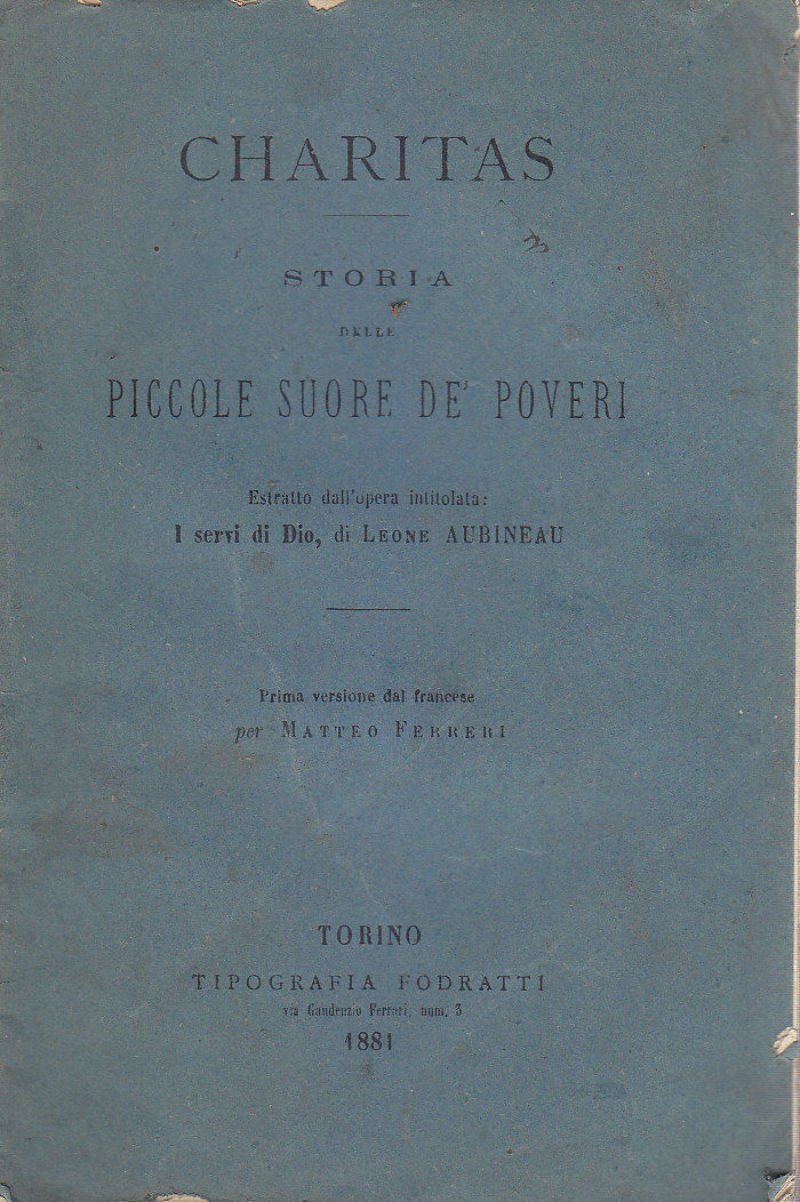 CHARITAS
STORIA
DELLE
PICCOLE SUORE DE' POVERI
Estratto dall'opera intitolata:
I servi di Dio, di LEONE AUBINEAU
Prima versione dal francese
per MATTEO FERRERI
TORINO
TIPOGRAFIA FODRATTI
via Gaudenzio Ferrari, num. 3
1881